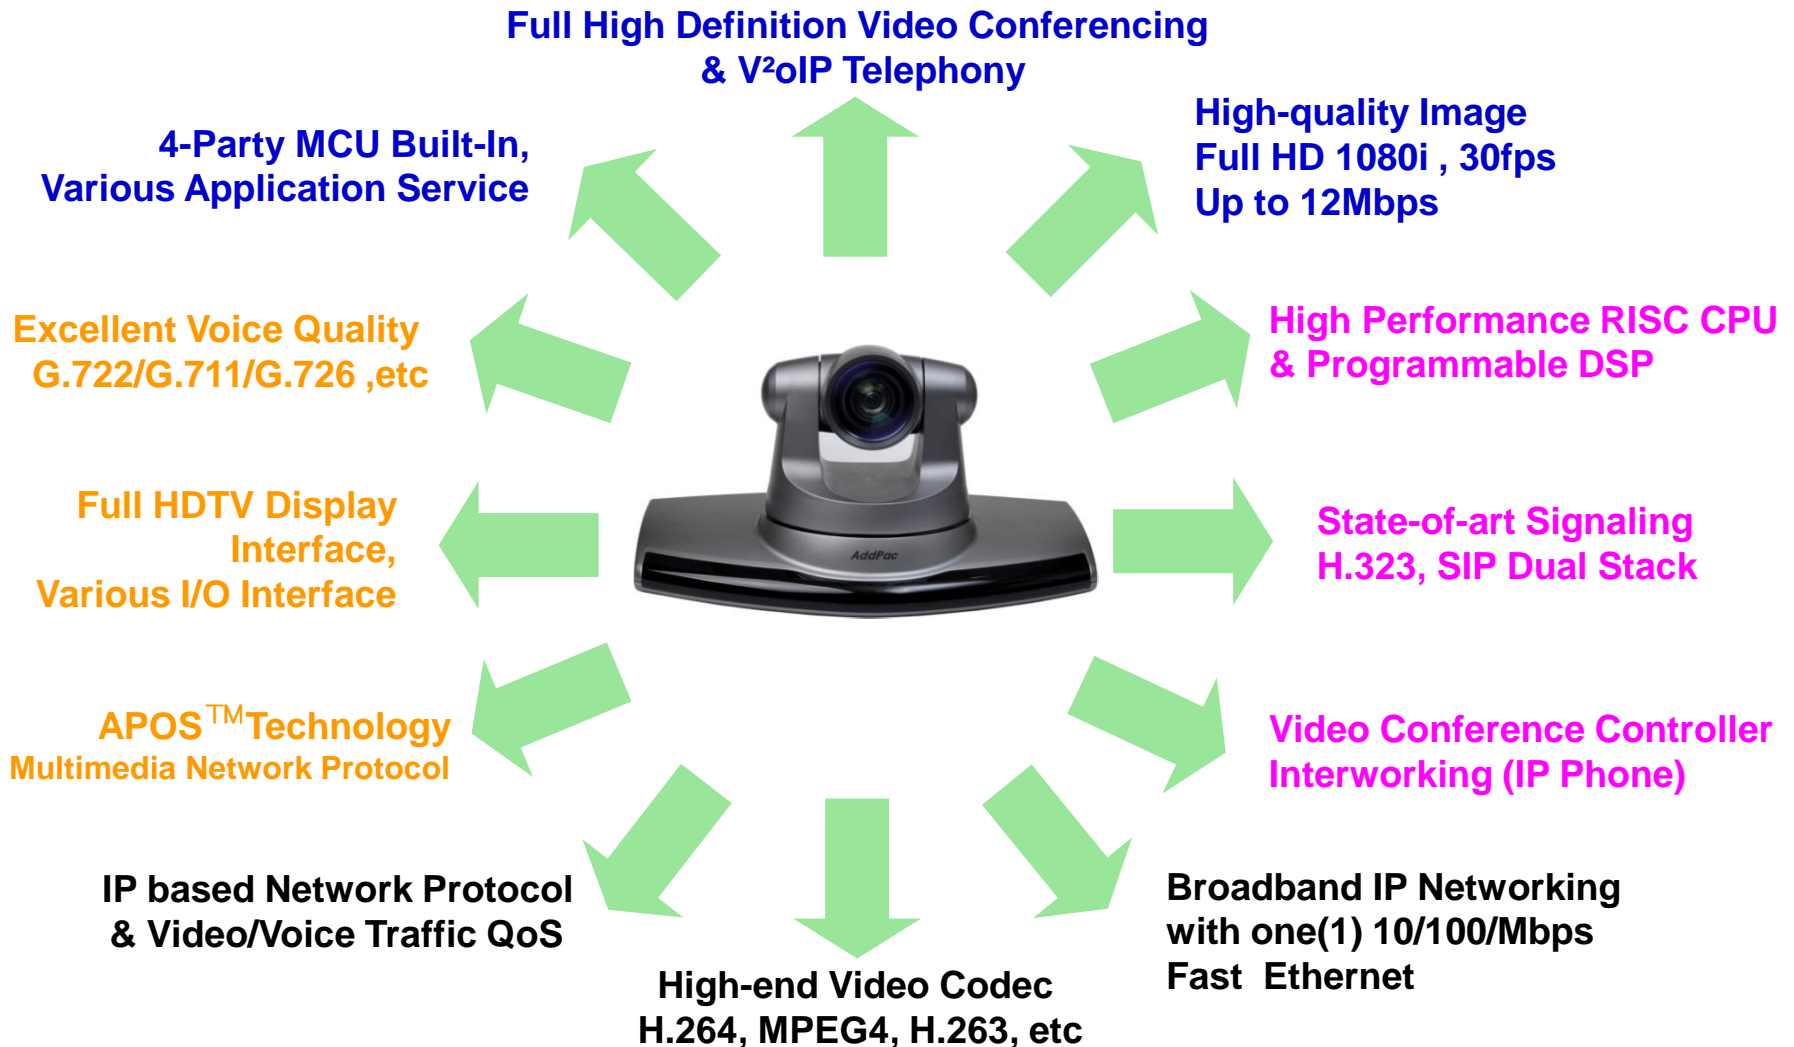 Full High Definition Video Conferencing
& V²oIP Telephony
4-Party MCU Built-In,
Various Application Service
High-quality Image
Full HD 1080i , 30fps
Up to 12Mbps
Excellent Voice Quality
G.722/G.711/G.726 ,etc
High Performance RISC CPU
& Programmable DSP
Full HDTV Display
Interface,
Various I/O Interface
AddPac
State-of-art Signaling
H.323, SIP Dual Stack
APOS™Technology
Multimedia Network Protocol
Video Conference Controller
Interworking (IP Phone)
IP based Network Protocol
& Video/Voice Traffic QoS
High-end Video Codec
H.264, MPEG4, H.263, etc
Broadband IP Networking
with one(1) 10/100/Mbps
Fast  Ethernet